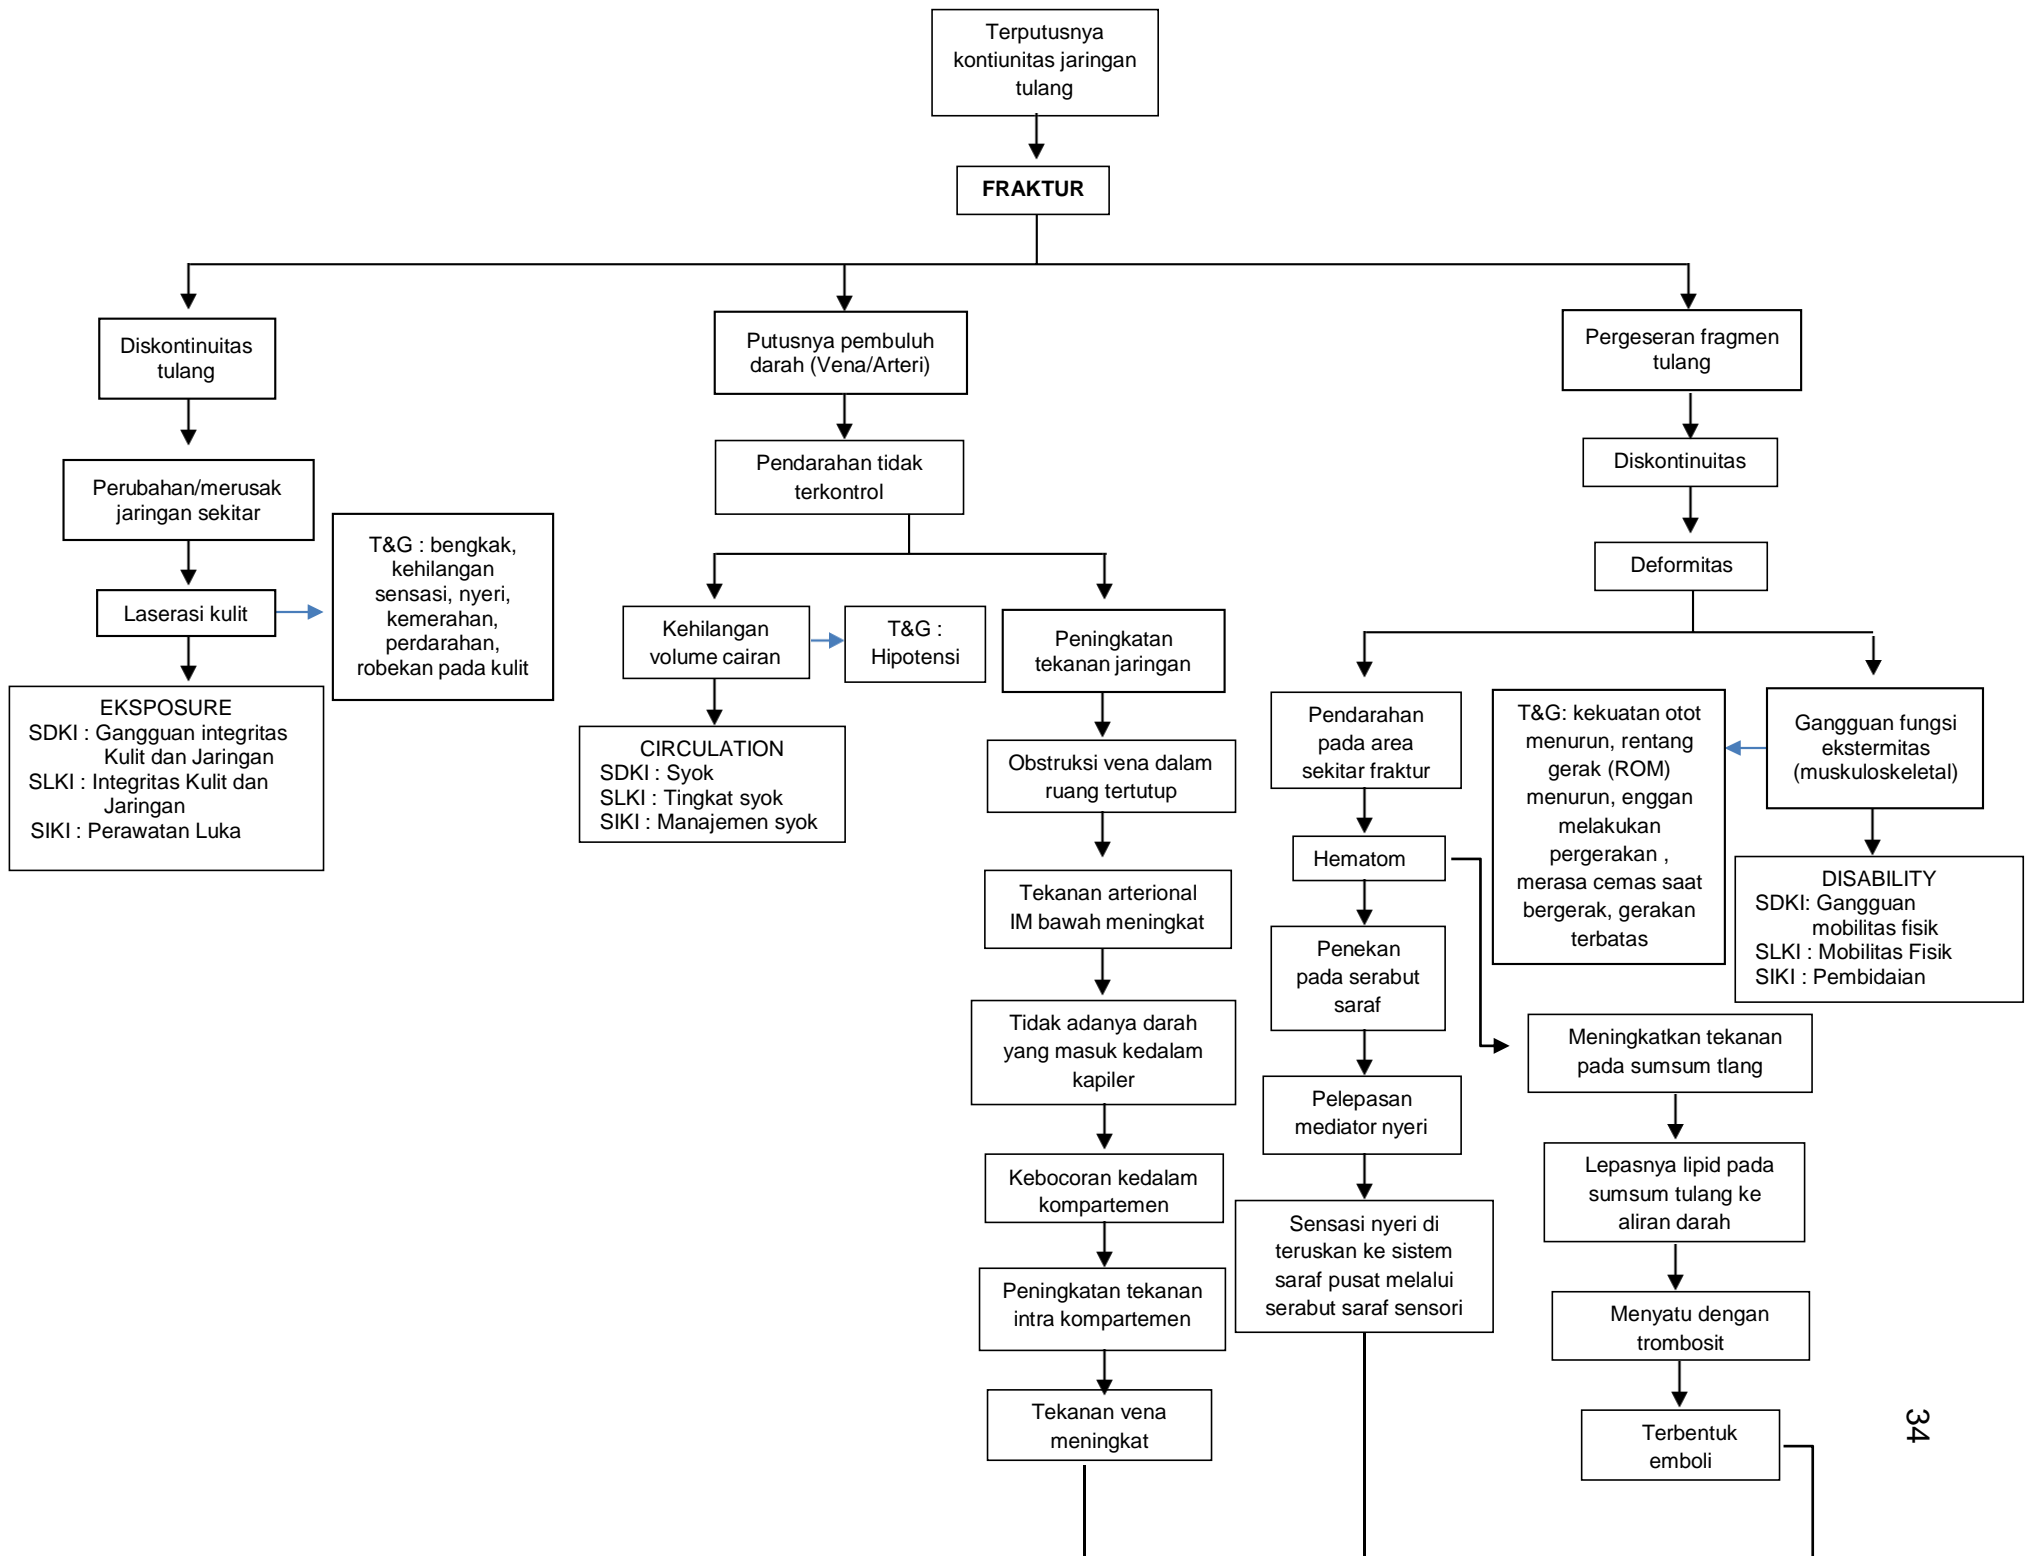 Terputusnya
kontiunitas jaringan
tulang
FRAKTUR
Diskontinuitas
tulang
Perubahan/merusak
jaringan sekitar
Laserasi kulit
T&G : bengkak,
kehilangan
sensasi, nyeri,
kemerahan,
perdarahan,
robekan pada kulit
EKSPOSURE
SDKI : Gangguan integritas
Kulit dan Jaringan
SLKI : Integritas Kulit dan
Jaringan
SIKI : Perawatan Luka
Putusnya pembuluh
darah (Vena/Arteri)
Pendarahan tidak
terkontrol
Kehilangan
volume cairan
T&G :
Hipotensi
CIRCULATION
SDKI : Syok
SLKI : Tingkat syok
SIKI : Manajemen syok
Peningkatan
tekanan jaringan
Obstruksi vena dalam
ruang tertutup
Tekanan arterional
IM bawah meningkat
Tidak adanya darah
yang masuk kedalam
kapiler
Kebocoran kedalam
kompartemen
Peningkatan tekanan
intra kompartemen
Tekanan vena
meningkat
Pergeseran fragmen
tulang
Diskontinuitas
Deformitas
Pendarahan
pada area
sekitar fraktur
Hematom
Penekan
pada serabut
saraf
Pelepasan
mediator nyeri
Sensasi nyeri di
teruskan ke sistem
saraf pusat melalui
serabut saraf sensori
T&G: kekuatan otot
menurun, rentang
gerak (ROM)
menurun, enggan
melakukan
pergerakan ,
merasa cemas saat
bergerak, gerakan
terbatas
Gangguan fungsi
ekstermitas
(muskuloskeletal)
DISABILITY
SDKI: Gangguan
mobilitas fisik
SLKI : Mobilitas Fisik
SIKI : Pembidaian
Meningkatkan tekanan
pada sumsum tlang
Lepasnya lipid pada
sumsum tulang ke
aliran darah
Menyatu dengan
trombosit
Terbentuk
emboli
34